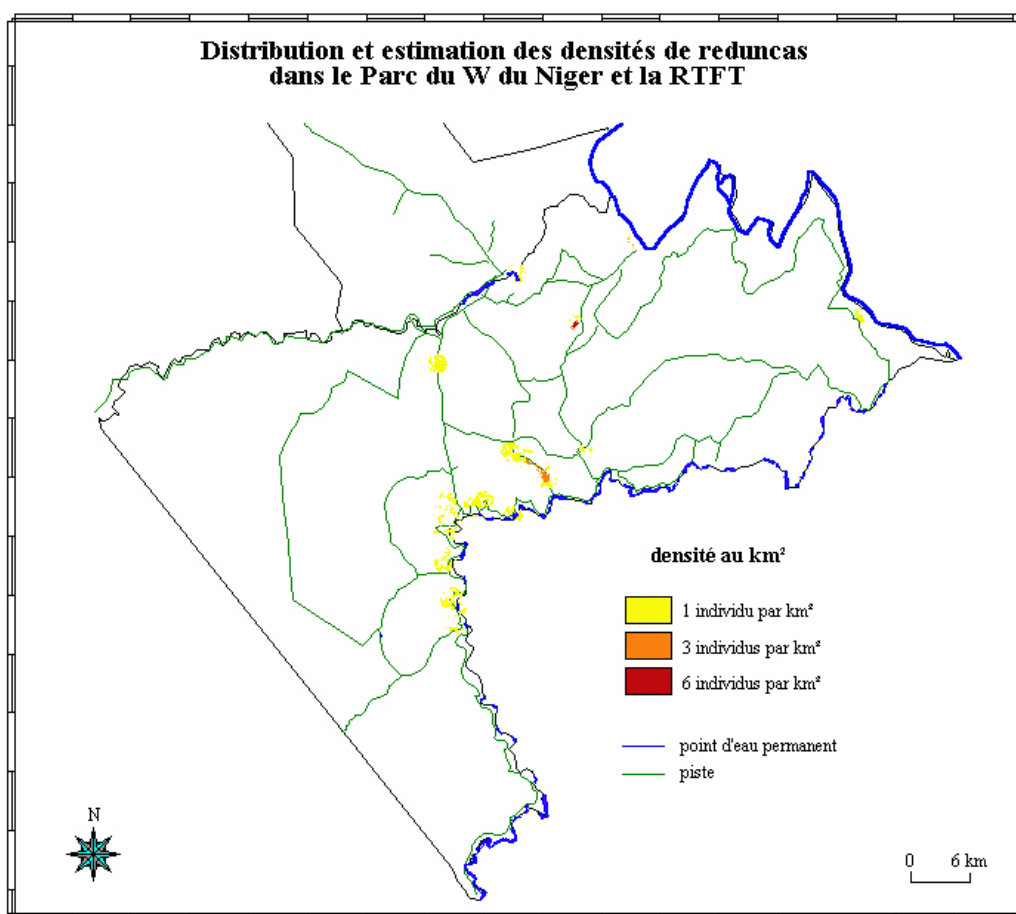 Distribution et estimation des densités de reduncas
dans le Parc du W du Niger et la RTFT
densité au km²
1 individu par km²
3 individus par km²
6 individus par km²
point d'eau permanent
piste
N
0 6 km